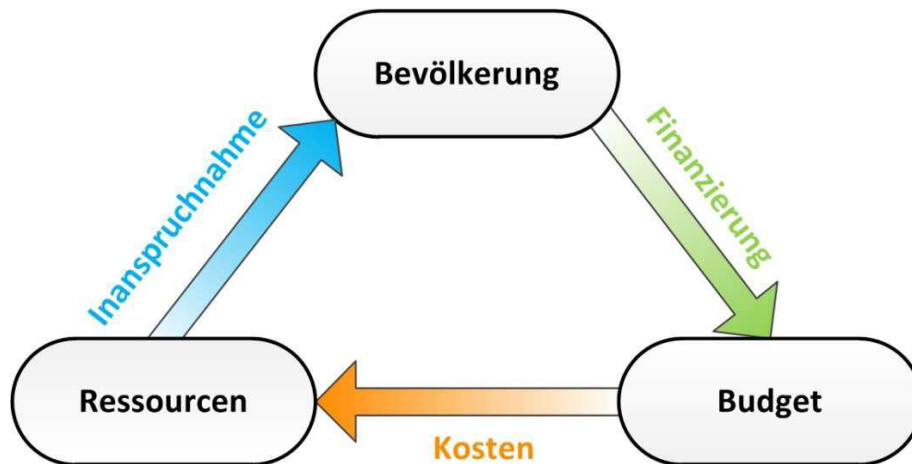 Bevölkerung
Inanspruchnahme
Finanzierung
Ressourcen
Budget
Kosten